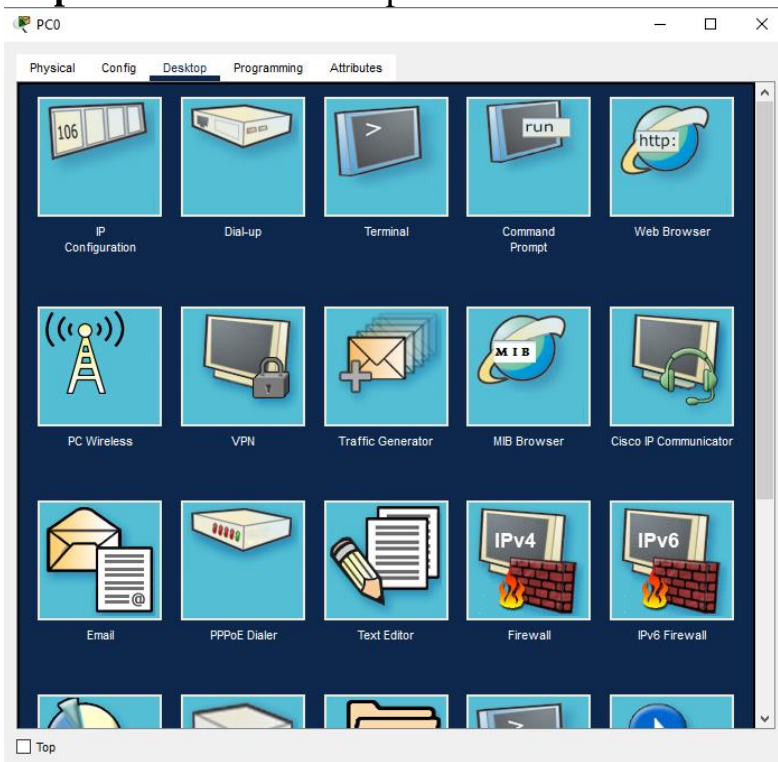 PC0
Physical Config Desktop Programming Attributes
106
>
run
http:
IP
Configuration
Dial-up
Terminal
Command
Prompt
Web Browser
MIB
PC Wireless
VPN
Traffic Generator
MIB Browser
Cisco IP Communicator
@
IPv4
IPv6
Email
PPPoE Dialer
Text Editor
Firewall
IPv6 Firewall
>
Top